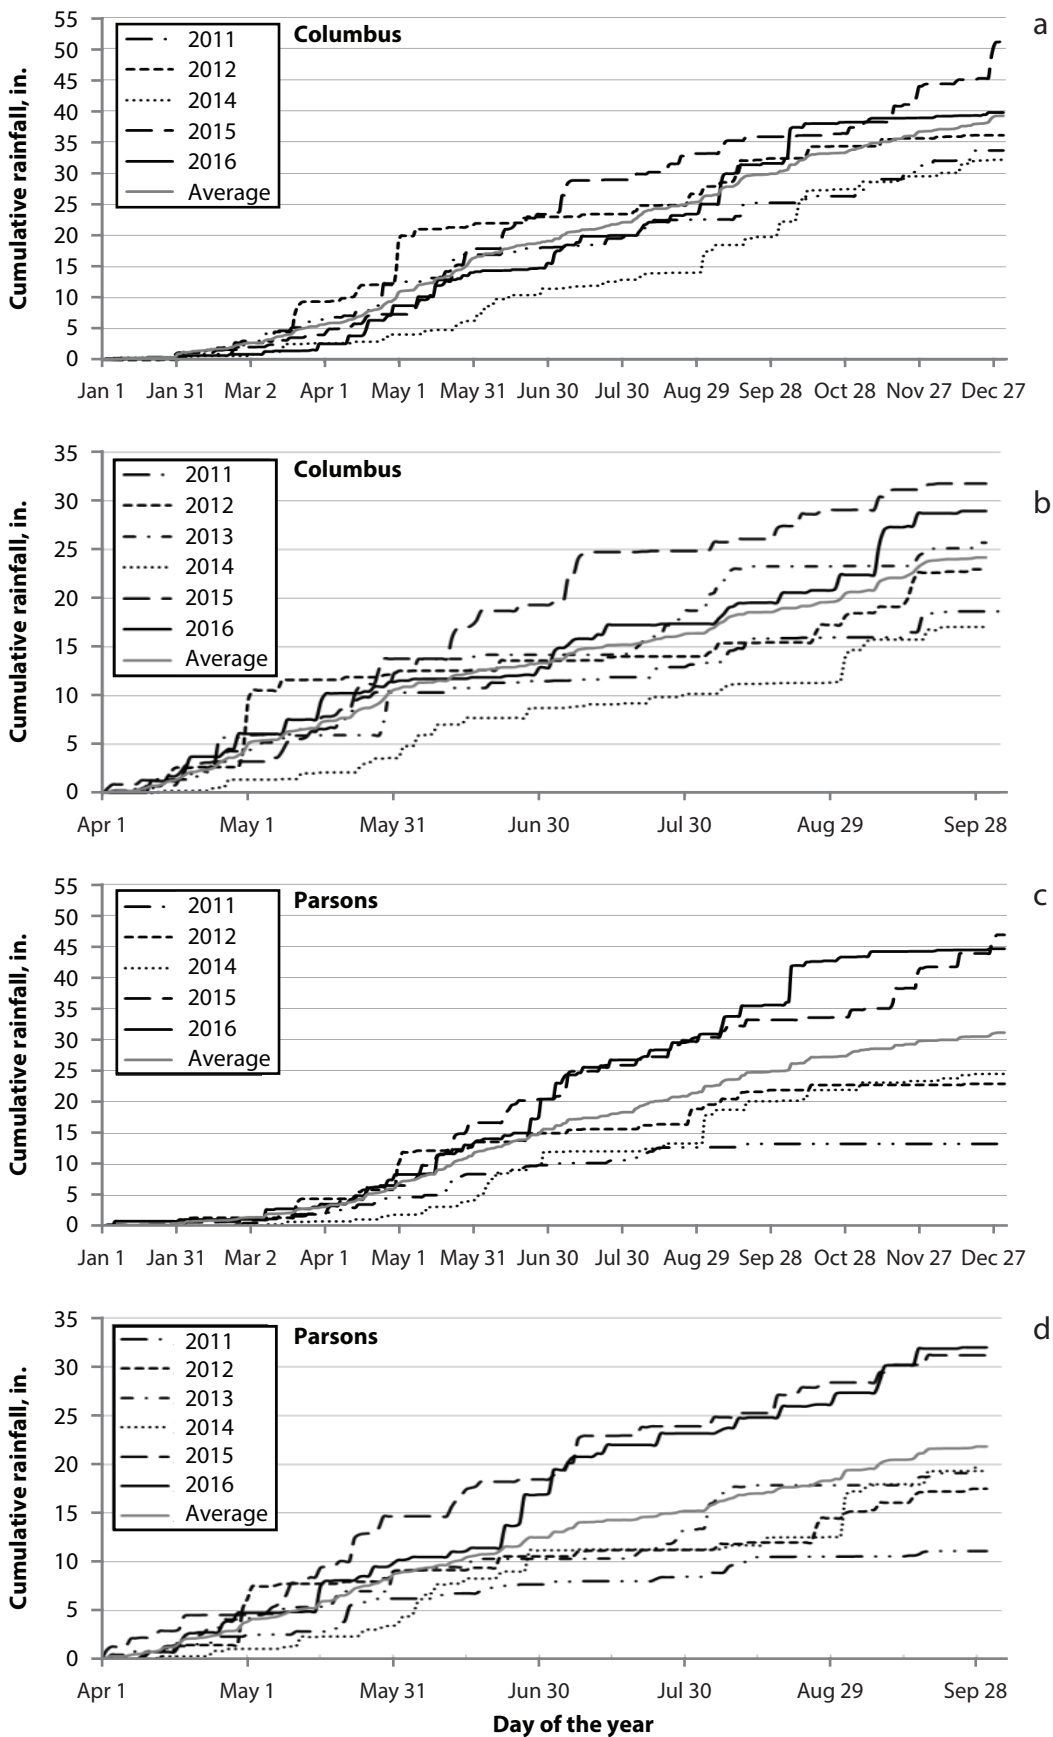 a
Columbus
Cumulative rainfall, in.
55
50
45
40
35
30
25
20
15
10
5
0
2011
2012
2014
2015
2016
Average
Jan 1 Jan 31 Mar 2 Apr 1 May 1 May 31 Jun 30 Jul 30 Aug 29 Sep 28 Oct 28 Nov 27 Dec 27
b
Columbus
Cumulative rainfall, in.
35
30
25
20
15
10
5
0
2011
2012
2013
2014
2015
2016
Average
Apr 1 May 1 May 31 Jun 30 Jul 30 Aug 29 Sep 28
c
Parsons
Cumulative rainfall, in.
55
50
45
40
35
30
25
20
15
10
5
0
2011
2012
2014
2015
2016
Average
Jan 1 Jan 31 Mar 2 Apr 1 May 1 May 31 Jun 30 Jul 30 Aug 29 Sep 28 Oct 28 Nov 27 Dec 27
d
Parsons
Cumulative rainfall, in.
35
30
25
20
15
10
5
0
2011
2012
2013
2014
2015
2016
Average
Apr 1 May 1 May 31 Jun 30 Jul 30 Aug 29 Sep 28
Day of the year